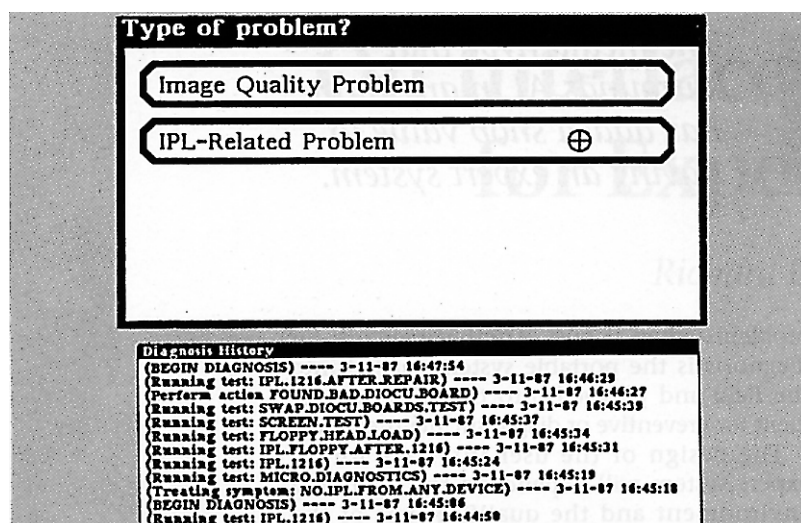 Type of problem?
Image Quality Problem
IPL-Related Problem
Diagnosis History
(BEGIN DIAGNOSIS) ---- 3-11-87 16:47:54
(Running test: IPL.1216.AFTER.REPAIR) ---- 3-11-87 16:46:29
(Perform action FOUND.BAD.DIOCU.BOARD) ---- 3-11-87 16:46:27
(Running test: SWAP.DIOCU.BOARDS.TEST) ---- 3-11-87 16:45:39
(Running test: SCREEN.TEST) ---- 3-11-87 16:45:37
(Running test: FLOPPY.HEAD.LOAD) ---- 3-11-87 16:45:34
(Running test: IPL.FLOPPY.AFTER.1216) ---- 3-11-87 16:45:31
(Running test: IPL.1216) ---- 3-11-87 16:45:24
(Running test: MICRO.DIAGNOSTICS) ---- 3-11-87 16:45:19
(Treating symptom: NO.IPL.FROM.ANY.DEVICE) ---- 3-11-87 16:45:18
(BEGIN DIAGNOSIS) ---- 3-11-87 16:45:06
(Running test: IPL.1216) ---- 3-11-87 16:44:50